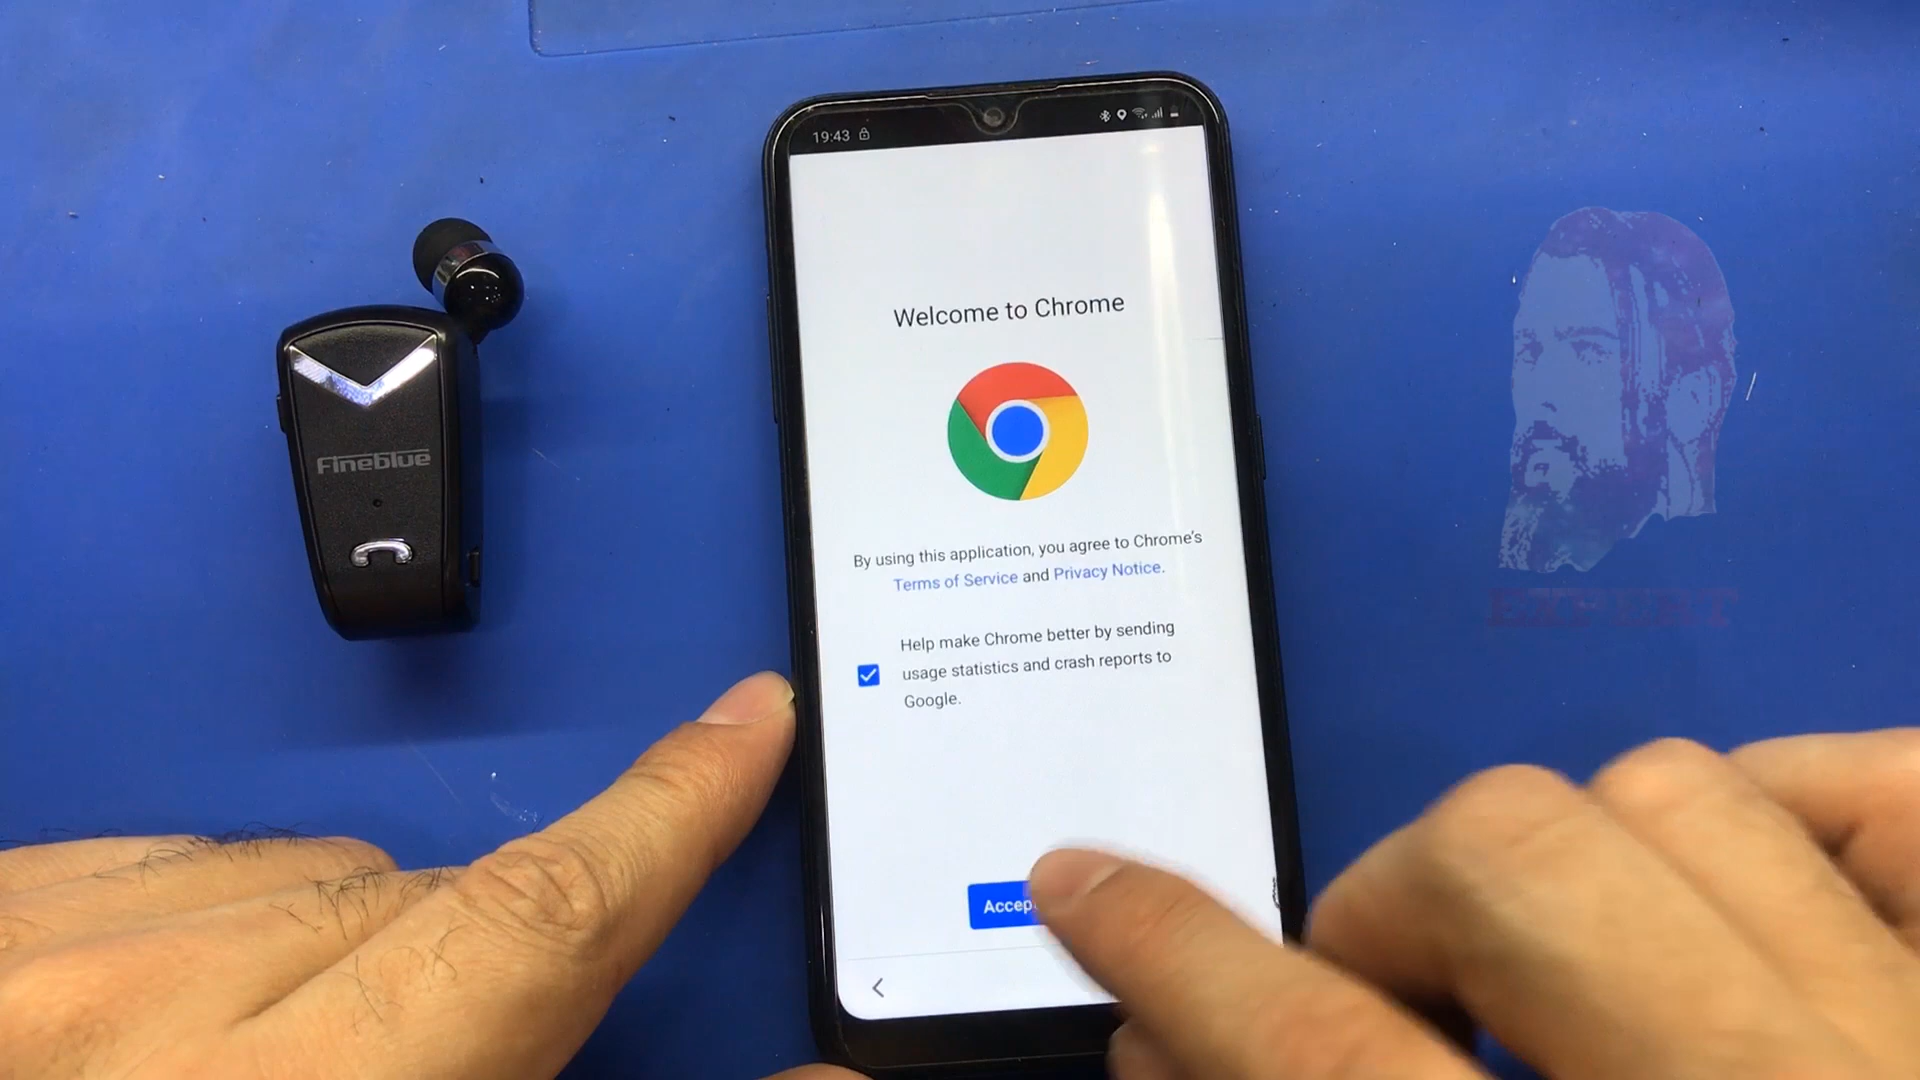 19:43
Fineblue
Welcome to Chrome
By using this application, you agree to Chrome's
Terms of Service and Privacy Notice.
Help make Chrome better by sending
usage statistics and crash reports to
Google.
Accep
EXPERT